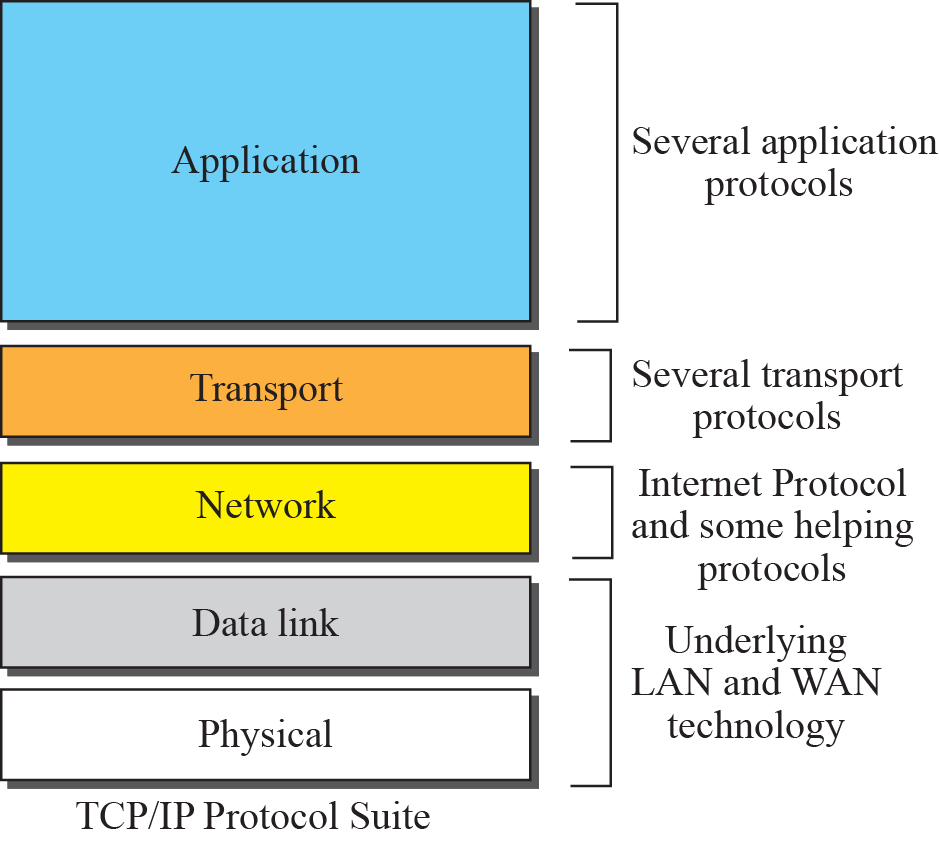 Application
Several application
protocols
Transport
Several transport
protocols
Network
Internet Protocol
and some helping
protocols
Data link
Physical
Underlying
LAN and WAN
technology
TCP/IP Protocol Suite